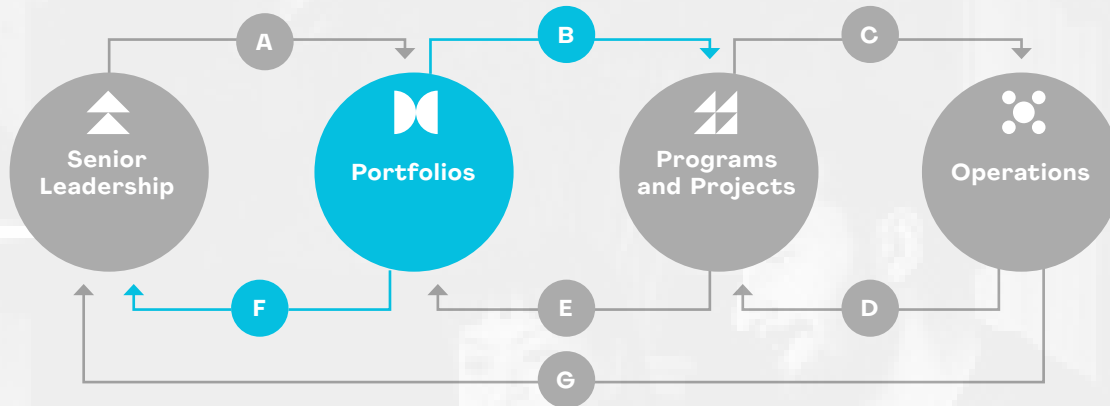 A
B
C
Senior
Leadership
Portfolios
Programs
and Projects
Operations
F
E
D
G